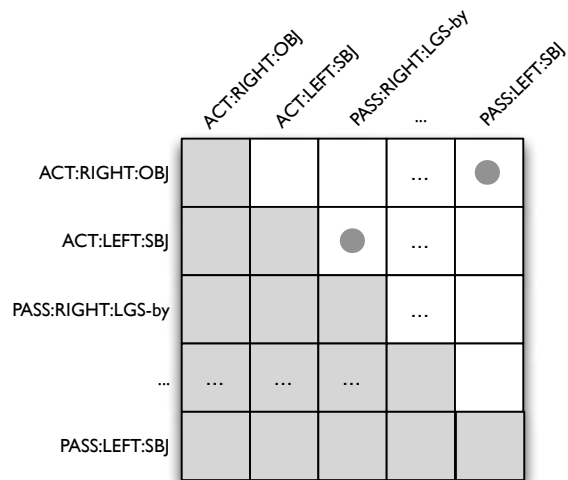 ACT:RIGHT:OBJ
ACT:LEFT:SBJ
PASS:RIGHT:LGS-by
...
PASS:LEFT:SBJ
ACT:RIGHT:OBJ
...
ACT:LEFT:SBJ
...
PASS:RIGHT:LGS-by
...
... ... ... ...
PASS:LEFT:SBJ